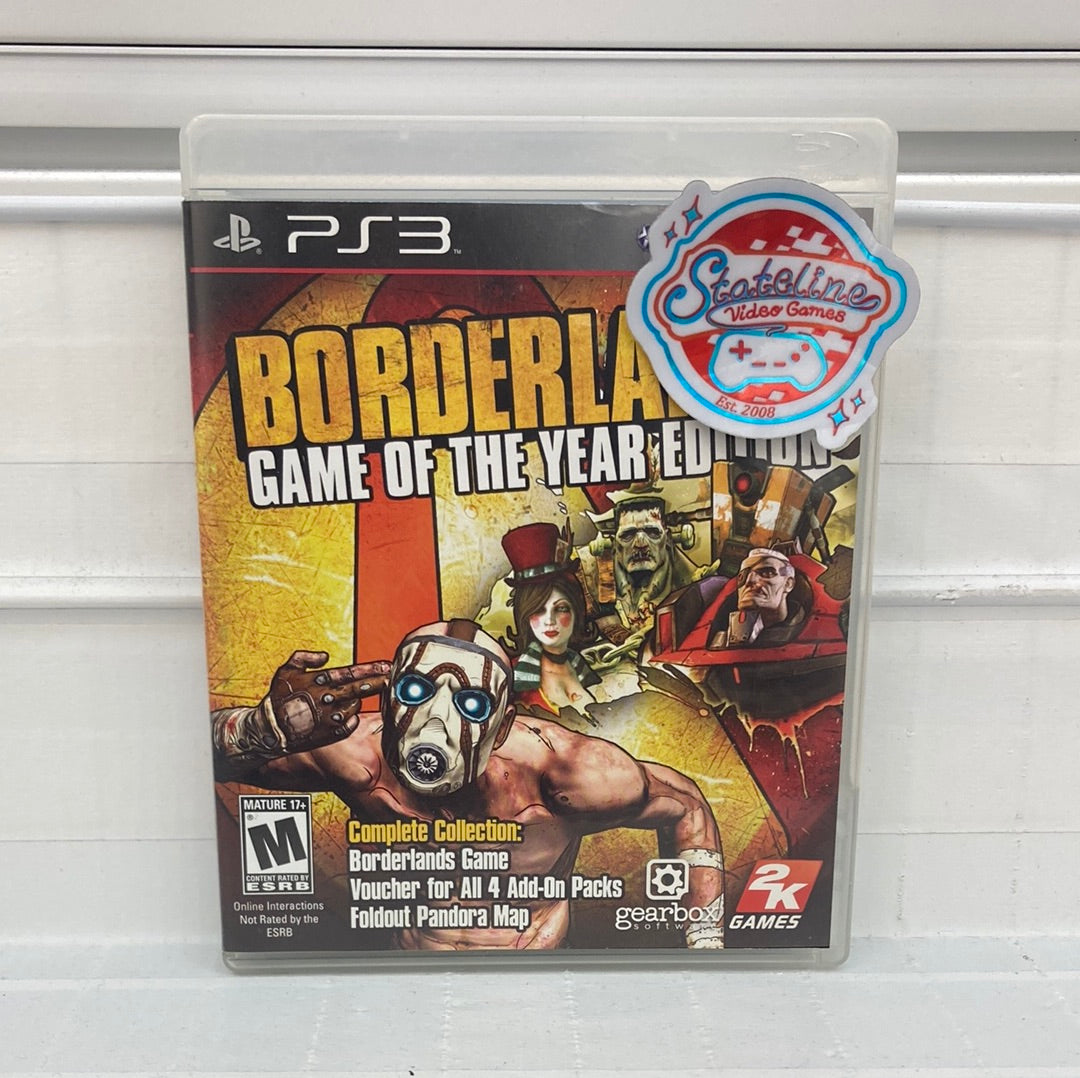 PS3
Stateline
Video Games
Est. 2008
BORDERLA
GAME OF THE YEAR EDITION
MATURE 17+
M
CONTENT RATED BY
ESRB
Online Interactions
Not Rated by the
ESRB
Complete Collection:
Borderlands Game
Voucher for All 4 Add-On Packs
Foldout Pandora Map
gearbox
software
2K
GAMES